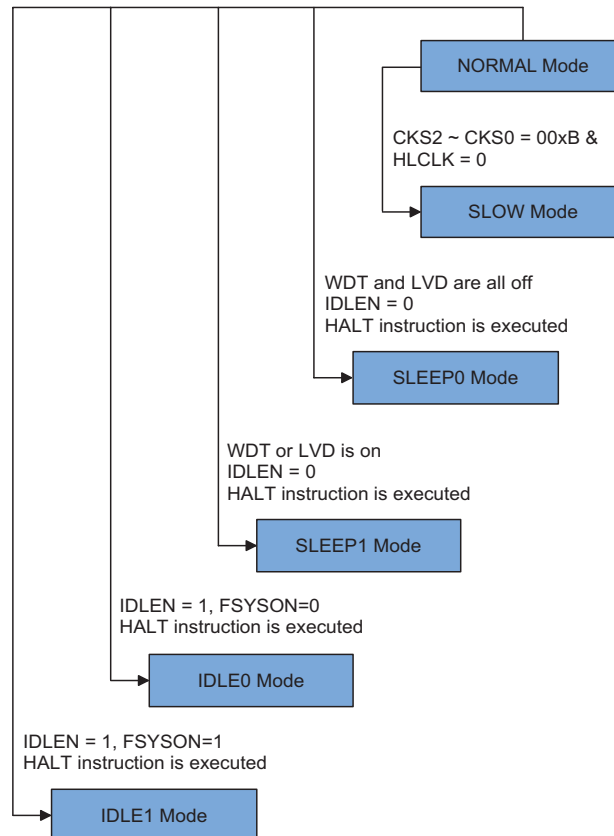 NORMAL Mode
CKS2 ~ CKS0 = 00xB &
HLCLK = 0
SLOW Mode
WDT and LVD are all off
IDLEN = 0
HALT instruction is executed
SLEEP0 Mode
WDT or LVD is on
IDLEN = 0
HALT instruction is executed
SLEEP1 Mode
IDLEN = 1, FSYSON=0
HALT instruction is executed
IDLE0 Mode
IDLEN = 1, FSYSON=1
HALT instruction is executed
IDLE1 Mode